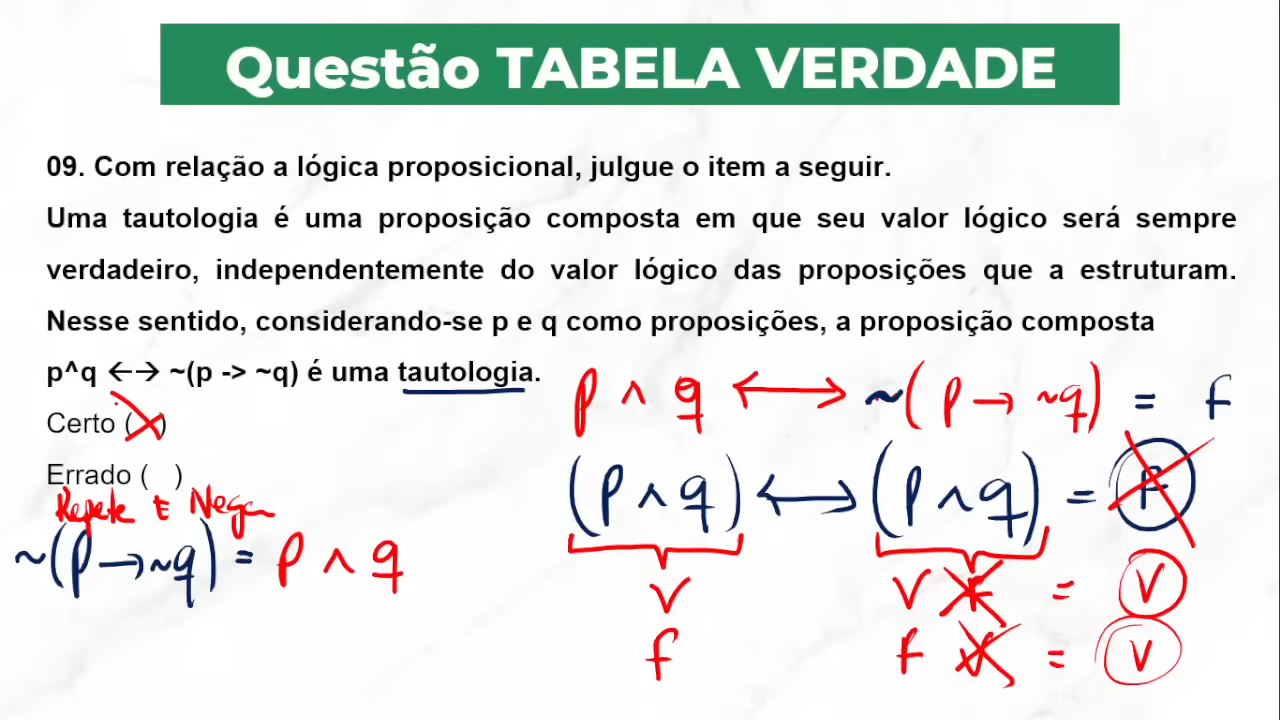 Questão TABELA VERDADE
09. Com relação a lógica proposicional, julgue o item a seguir.
Uma tautologia é uma proposição composta em que seu valor lógico será sempre
verdadeiro, independentemente do valor lógico das proposições que a estruturam.
Nesse sentido, considerando-se p e q como proposições, a proposição composta
p^q ←→ ~(p -> ~q) é uma tautologia.
p ∧ q ↔ ~(p → ~q) = F
Certo (X)
(p ∧ q) ↔ (p ∧ q) = F
Errado ( )
Repete E Nega
~(p → ~q) = p ∧ q
V V F = V
F F V = V